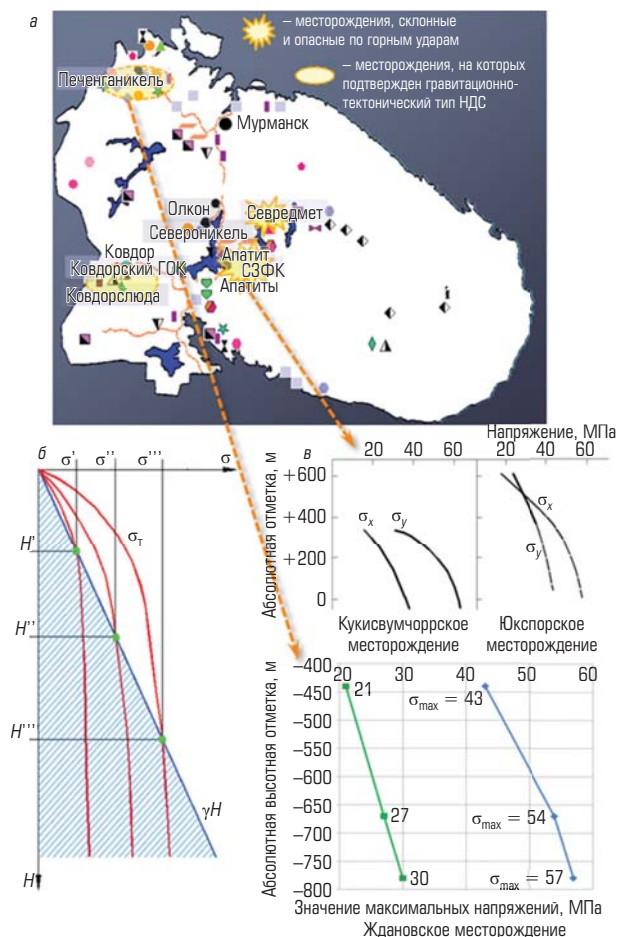 а
– месторождения, склонные
и опасные по горным ударам
– месторождения, на которых
подтвержден гравитационно-
тектонический тип НДС
Печенганикель
Мурманск
Олкон
Североникель
Севредмет
Ковдор
Ковдорский ГОК
Ковдорслюда
Апатит
СЗФК
Апатиты
б
σ'
σ''
σ'''
σ
σт
H'
H''
H'''
γH
H
в
Напряжение, МПа
20 40 60
20 40 60
Абсолютная отметка, м
+600
+400
+200
0
σx
σy
σx
σy
Кукисвумчоррское
месторождение
Юкспорское
месторождение
Абсолютная высотная отметка, м
20 30 40 50 60
–400
–450
–500
–550
–600
–650
–700
–750
–800
21
27
30
σmax = 43
σmax = 54
σmax = 57
Значение максимальных напряжений, МПа
Ждановское месторождение